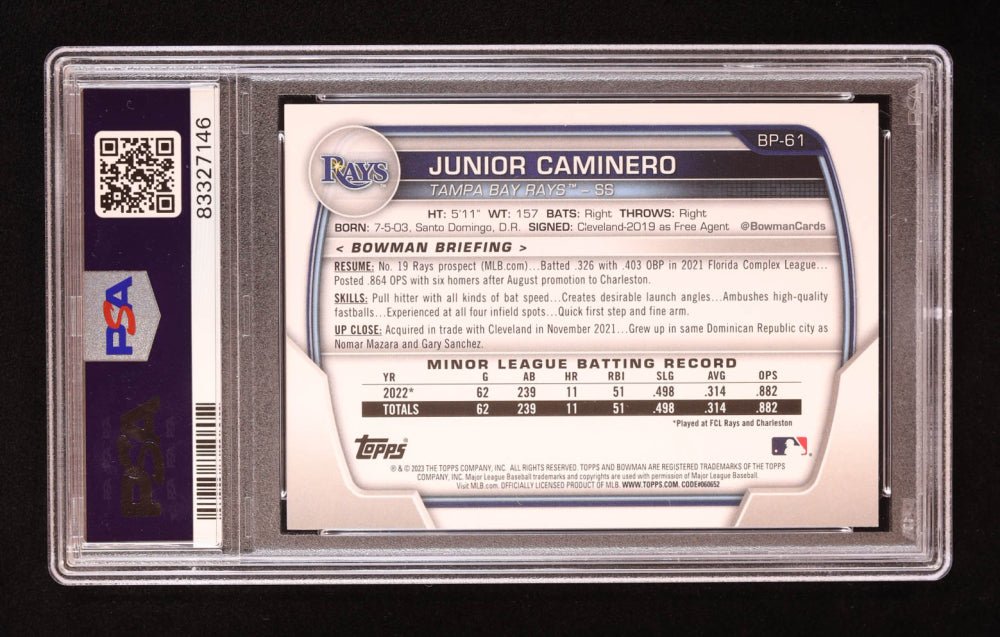 83327146
PSA
PSA
BP-61
RAYS™
JUNIOR CAMINERO
TAMPA BAY RAYS™ – SS
HT: 5'11" WT: 157 BATS: Right THROWS: Right
BORN: 7-5-03, Santo Domingo, D.R. SIGNED: Cleveland-2019 as Free Agent @BowmanCards
< BOWMAN BRIEFING >
RESUME: No. 19 Rays prospect (MLB.com)...Batted .326 with .403 OBP in 2021 Florida Complex League...
Posted .864 OPS with six homers after August promotion to Charleston.
SKILLS: Pull hitter with all kinds of bat speed...Creates desirable launch angles...Ambushes high-quality
fastballs...Experienced at all four infield spots...Quick first step and fine arm.
UP CLOSE: Acquired in trade with Cleveland in November 2021...Grew up in same Dominican Republic city as
Nomar Mazara and Gary Sanchez.
MINOR LEAGUE BATTING RECORD
YR G AB HR RBI SLG AVG OPS
2022* 62 239 11 51 .498 .314 .882
TOTALS 62 239 11 51 .498 .314 .882
*Played at FCL Rays and Charleston
Topps®
® & © 2023 THE TOPPS COMPANY, INC. ALL RIGHTS RESERVED. TOPPS AND BOWMAN ARE REGISTERED TRADEMARKS OF THE TOPPS
COMPANY, INC. Major League Baseball trademarks and copyrights are used with permission of Major League Baseball.
Visit MLB.com. OFFICIALLY LICENSED PRODUCT OF MLB. WWW.TOPPS.COM. CODE#060652